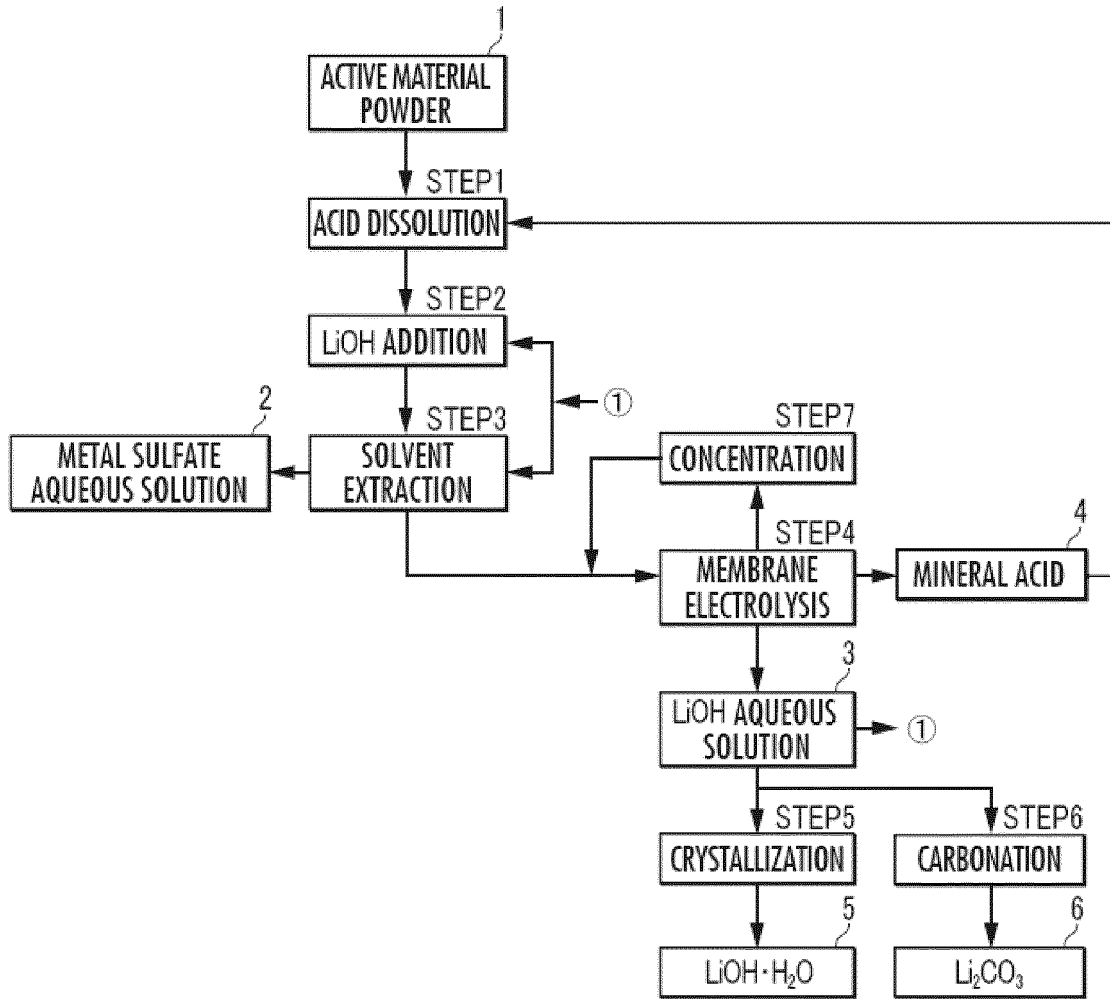 1
ACTIVE MATERIAL
POWDER
STEP1
ACID DISSOLUTION
STEP2
LiOH ADDITION
①
2
METAL SULFATE
AQUEOUS SOLUTION
STEP3
SOLVENT
EXTRACTION
STEP7
CONCENTRATION
STEP4
MEMBRANE
ELECTROLYSIS
4
MINERAL ACID
3
LiOH AQUEOUS
SOLUTION
①
STEP5
CRYSTALLIZATION
STEP6
CARBONATION
5
LiOH·H₂O
6
Li₂CO₃